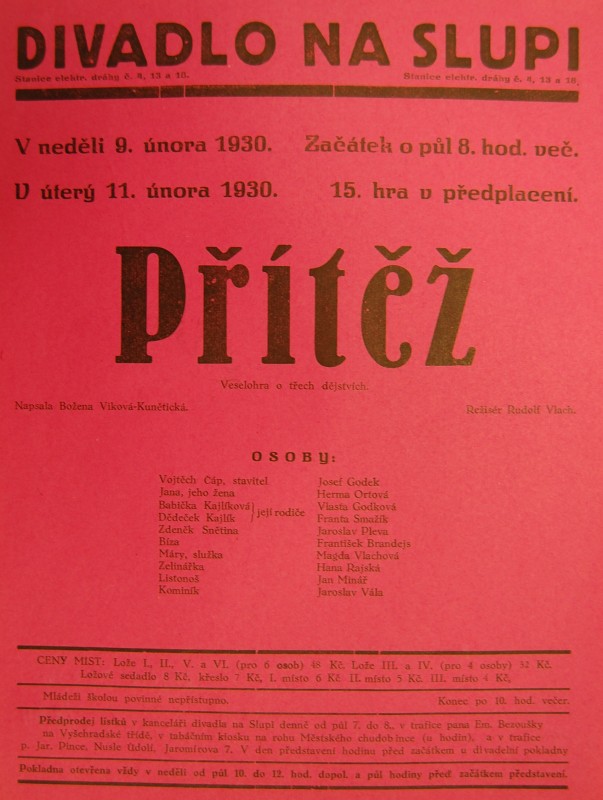 DIVADLO NA SLUPI
Stanice elektr. dráhy č. 4, 13 a 18. Stanice elektr. dráhy č. 4, 13 a 18.
V neděli 9. února 1930. Začátek o půl 8. hod. več.
V úterý 11. února 1930. 15. hra v předplacení.
Přítěž
Veselohra o třech dějstvích.
Napsala Božena Viková-Kunětická. Režisér Rudolf Vlach.
OSOBY:
Vojtěch Čáp, stavitel Josef Godek
Jana, jeho žena Herma Ortová
Babička Kajlíková } její rodiče Vlasta Godková
Dědeček Kajlík Franta Smažík
Zdeněk Snětina Jaroslav Pleva
Bísa František Brandejs
Máry, služka Magda Vlachová
Zelinářka Hana Rajská
Listonoš Jan Minář
Kominík Jaroslav Vála
CENY MIST: Lože I., II., V. a VI. (pro 6 osob) 48 Kč. Lože III. a IV. (pro 4 osoby) 32 Kč.
Ložové sedadlo 8 Kč, křeslo 7 Kč, I. místo 6 Kč II. místo 5 Kč. III. místo 4 Kč,
Mládeži školou povinné nepřístupno. Konec po 10. hod. večer.
Předprodej lístků v kanceláři divadla na Slupi denně od půl 7. do 8., v trafice pana Em. Bezoušky
na Vyšehradské třídě, v tabáčním kiosku na rohu Městského chudobince (u hodin), a v trafice
p. Jar. Pince, Nusle údolí, Jaromírova 7. V den představení hodinu před začátkem u divadelní pokladny
Pokladna otevřena vždy v neděli od půl 10. do 12. hod. dopol. a půl hodiny před začátkem představení.